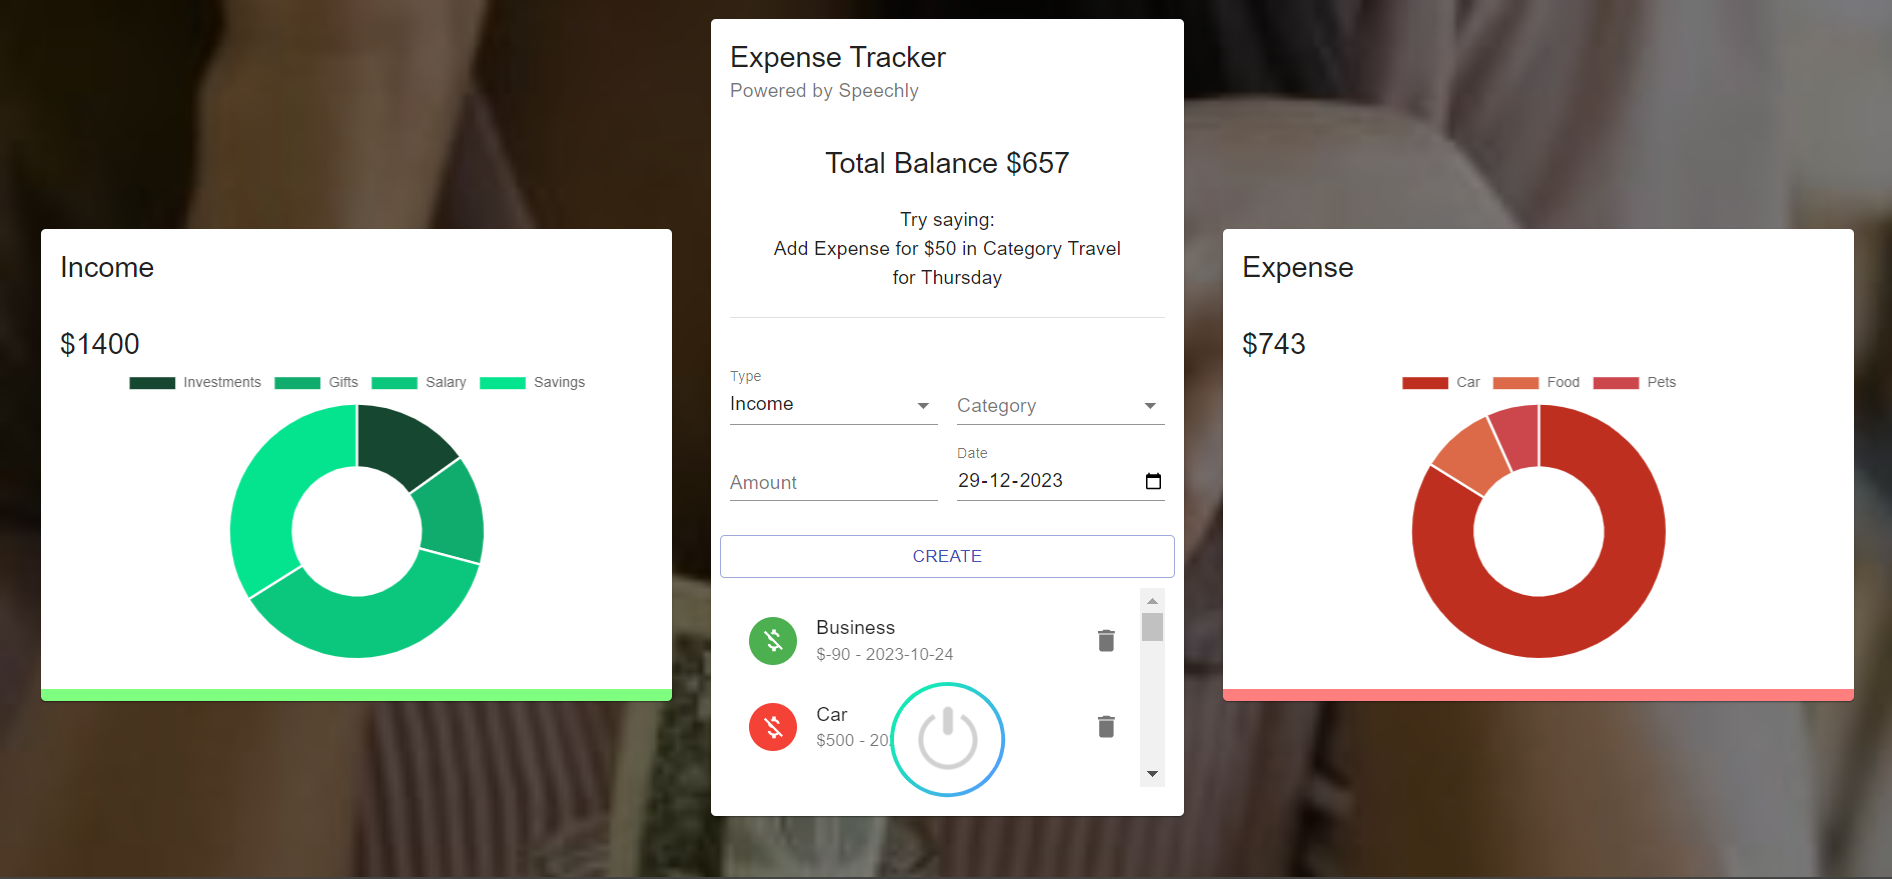 Income
$1400
Investments Gifts Salary Savings
Expense Tracker
Powered by Speechly
Total Balance $657
Try saying:
Add Expense for $50 in Category Travel
for Thursday
Type
Income
Category
Amount
Date
29-12-2023
CREATE
Business
$-90 - 2023-10-24
Car
$500 - 20
Expense
$743
Car Food Pets